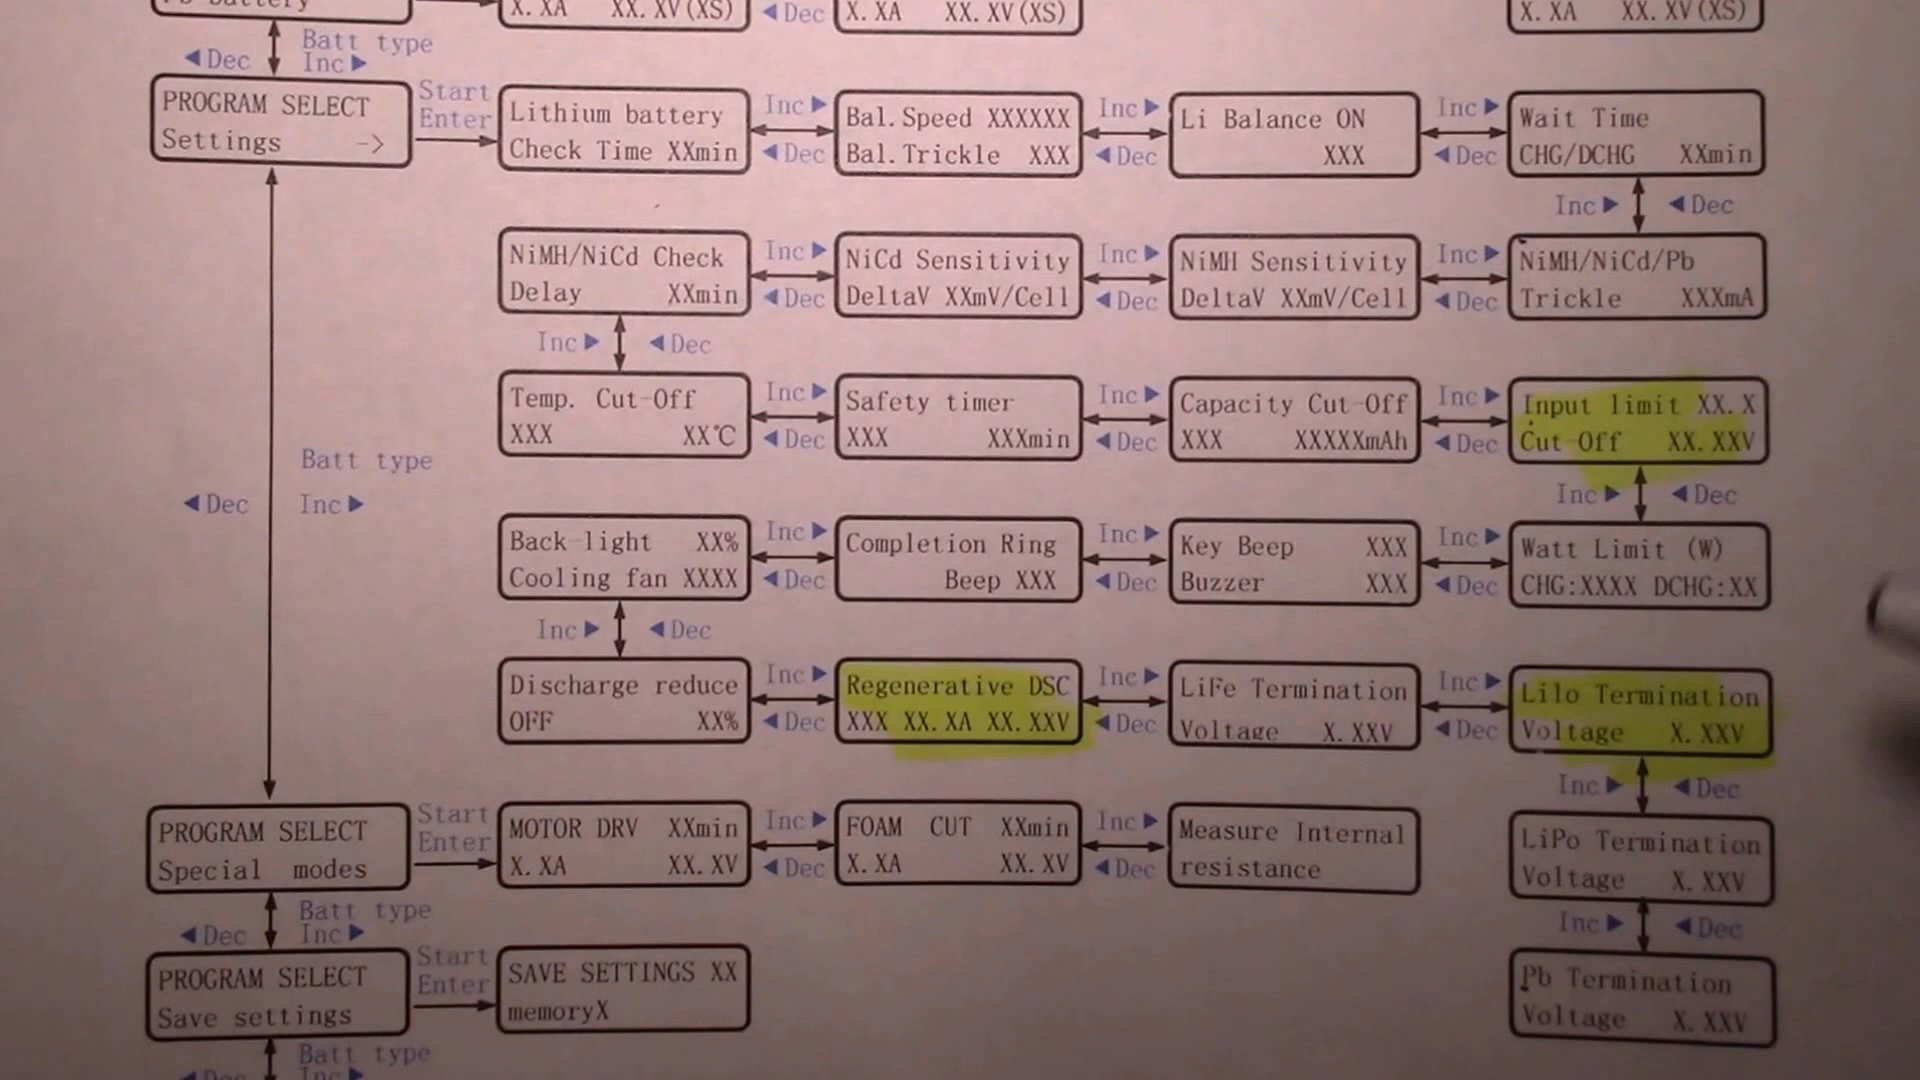 X.XA XX.XV(XS)
◀Dec
X.XA XX.XV(XS)
X.XA XX.XV(XS)
Batt type
◀Dec Inc▶
PROGRAM SELECT
Settings ->
Start
Enter
Lithium battery
Check Time XXmin
Inc▶
◀Dec
Bal.Speed XXXXXX
Bal.Trickle XXX
Inc▶
◀Dec
Li Balance ON
XXX
Inc▶
◀Dec
Wait Time
CHG/DCHG XXmin
Inc▶ ◀Dec
NiMH/NiCd Check
Delay XXmin
Inc▶
◀Dec
NiCd Sensitivity
DeltaV XXmV/Cell
Inc▶
◀Dec
NiMH Sensitivity
DeltaV XXmV/Cell
Inc▶
◀Dec
NiMH/NiCd/Pb
Trickle XXXmA
Inc▶ ◀Dec
Temp. Cut-Off
XXX XX℃
Inc▶
◀Dec
Safety timer
XXX XXXmin
Inc▶
◀Dec
Capacity Cut-Off
XXX XXXXXmAh
Inc▶
◀Dec
Input limit XX.X
Cut-Off XX.XXV
Batt type
◀Dec Inc▶
Inc▶ ◀Dec
Back-light XX%
Cooling fan XXXX
Inc▶
◀Dec
Completion Ring
Beep XXX
Inc▶
◀Dec
Key Beep XXX
Buzzer XXX
Inc▶
◀Dec
Watt Limit (W)
CHG:XXXX DCHG:XX
Inc▶ ◀Dec
Discharge reduce
OFF XX%
Inc▶
◀Dec
Regenerative DSC
XXX XX.XA XX.XXV
Inc▶
◀Dec
LiFe Termination
Voltage X.XXV
Inc▶
◀Dec
LiIo Termination
Voltage X.XXV
Inc▶ ◀Dec
PROGRAM SELECT
Special modes
Start
Enter
MOTOR DRV XXmin
X.XA XX.XV
Inc▶
◀Dec
FOAM CUT XXmin
X.XA XX.XV
Inc▶
◀Dec
Measure Internal
resistance
LiPo Termination
Voltage X.XXV
Batt type
◀Dec Inc▶
Inc▶ ◀Dec
PROGRAM SELECT
Save settings
Start
Enter
SAVE SETTINGS XX
memoryX
Pb Termination
Voltage X.XXV
Batt type
◀Dec Inc▶